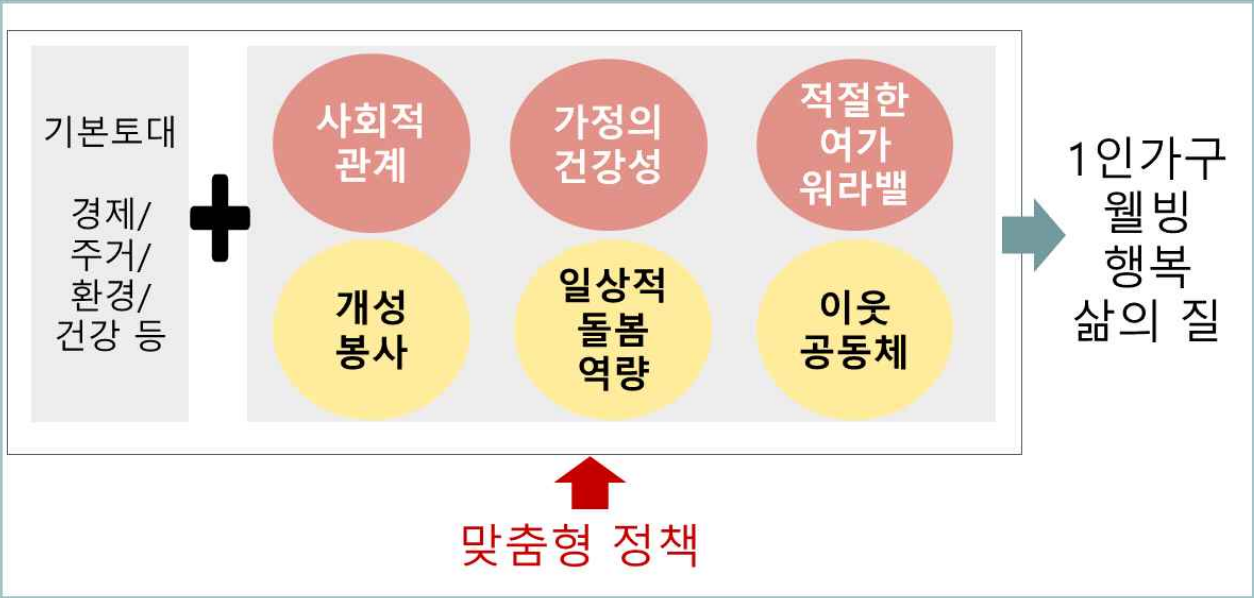 기본토대
경제/
주거/
환경/
건강 등
사회적
관계
가정의
건강성
적절한
여가
워라밸
개성
봉사
일상적
돌봄
역량
이웃
공동체
1인가구
웰빙
행복
삶의 질
맞춤형 정책